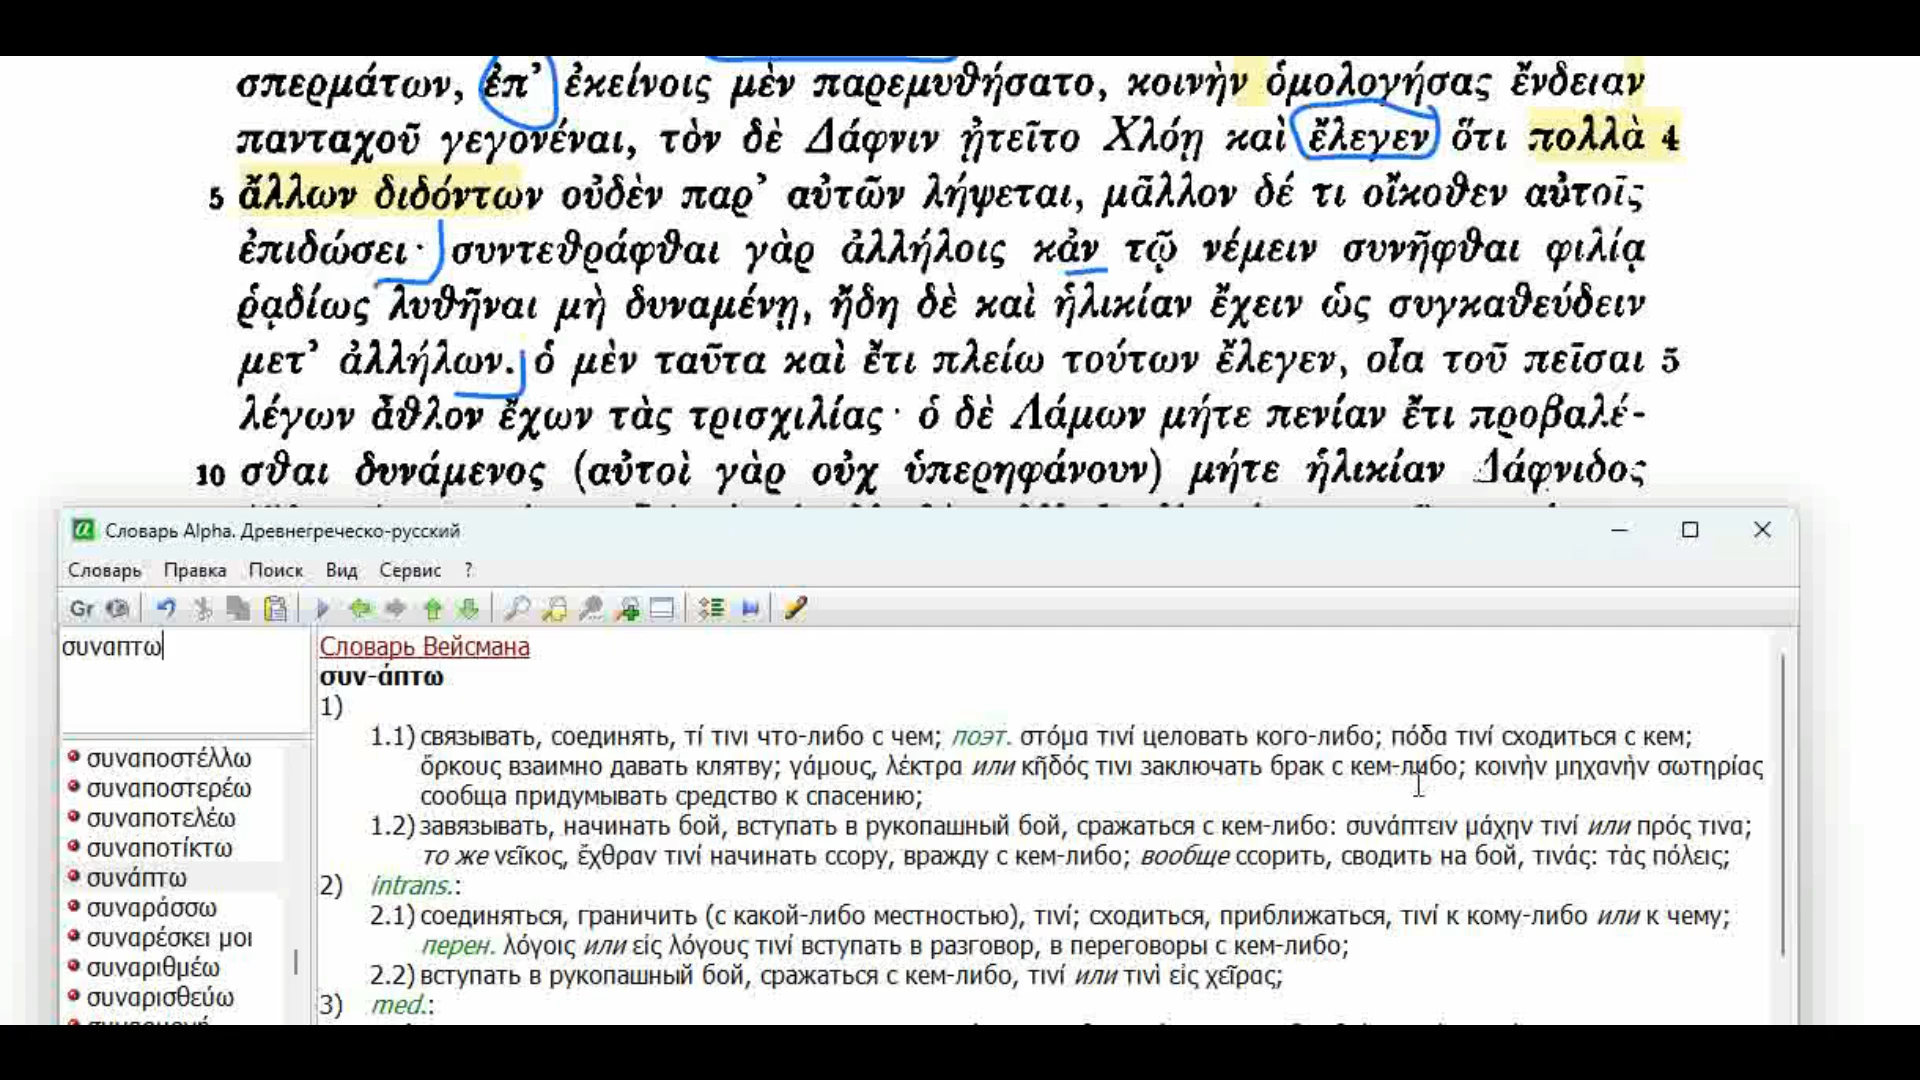 σπερμάτων, ἐπ’ ἐκείνοις μὲν παρεμυθήσατο, κοινὴν ὁμολογήσας ἔνδειαν
πανταχοῦ γεγονέναι, τὸν δὲ Δάφνιν ᾐτεῖτο Χλόῃ καὶ ἔλεγεν ὅτι πολλὰ 4
5 ἄλλων διδόντων οὐδὲν παρ’ αὐτῶν λήψεται, μᾶλλον δέ τι οἴκοθεν αὐτοῖς
ἐπιδώσει· συντεθράφθαι γὰρ ἀλλήλοις κἀν τῷ νέμειν συνῆφθαι φιλίᾳ
ῥᾳδίως λυθῆναι μὴ δυναμένῃ, ἤδη δὲ καὶ ἡλικίαν ἔχειν ὡς συγκαθεύδειν
μετ’ ἀλλήλων. ὁ μὲν ταῦτα καὶ ἔτι πλείω τούτων ἔλεγεν, οἷα τοῦ πεῖσαι 5
λέγων ἆθλον ἔχων τὰς τρισχιλίας· ὁ δὲ Λάμων μήτε πενίαν ἔτι προβαλέ-
10 σθαι δυνάμενος (αὐτοὶ γὰρ οὐχ ὑπερηφάνουν) μήτε ἡλικίαν Δάφνιδος
Словарь Alpha. Древнегреческо-русский
Словарь Правка Поиск Вид Сервис ?
Gr
συναπτω
συναποστέλλω
συναποστερέω
συναποτελέω
συναποτίκτω
συνάπτω
συναράσσω
συναρέσκει μοι
συναριθμέω
συναρισθεύω
Словарь Вейсмана
συν-άπτω
1)
1.1) связывать, соединять, τί τινι что-либо с чем; поэт. στόμα τινί целовать кого-либо; πόδα τινί сходиться с кем;
ὅρκους взаимно давать клятву; γάμους, λέκτρα или κῆδός τινι заключать брак с кем-либо; κοινὴν μηχανὴν σωτηρίας
сообща придумывать средство к спасению;
1.2) завязывать, начинать бой, вступать в рукопашный бой, сражаться с кем-либо: συνάπτειν μάχην τινί или πρός τινα;
то же νεῖκος, ἔχθραν τινί начинать ссору, вражду с кем-либо; вообще ссорить, сводить на бой, τινάς: τὰς πόλεις;
2) intrans.:
2.1) соединяться, граничить (с какой-либо местностью), τινί; сходиться, приближаться, τινί к кому-либо или к чему;
перен. λόγοις или εἰς λόγους τινί вступать в разговор, в переговоры с кем-либо;
2.2) вступать в рукопашный бой, сражаться с кем-либо, τινί или τινὶ εἰς χεῖρας;
3) med.: